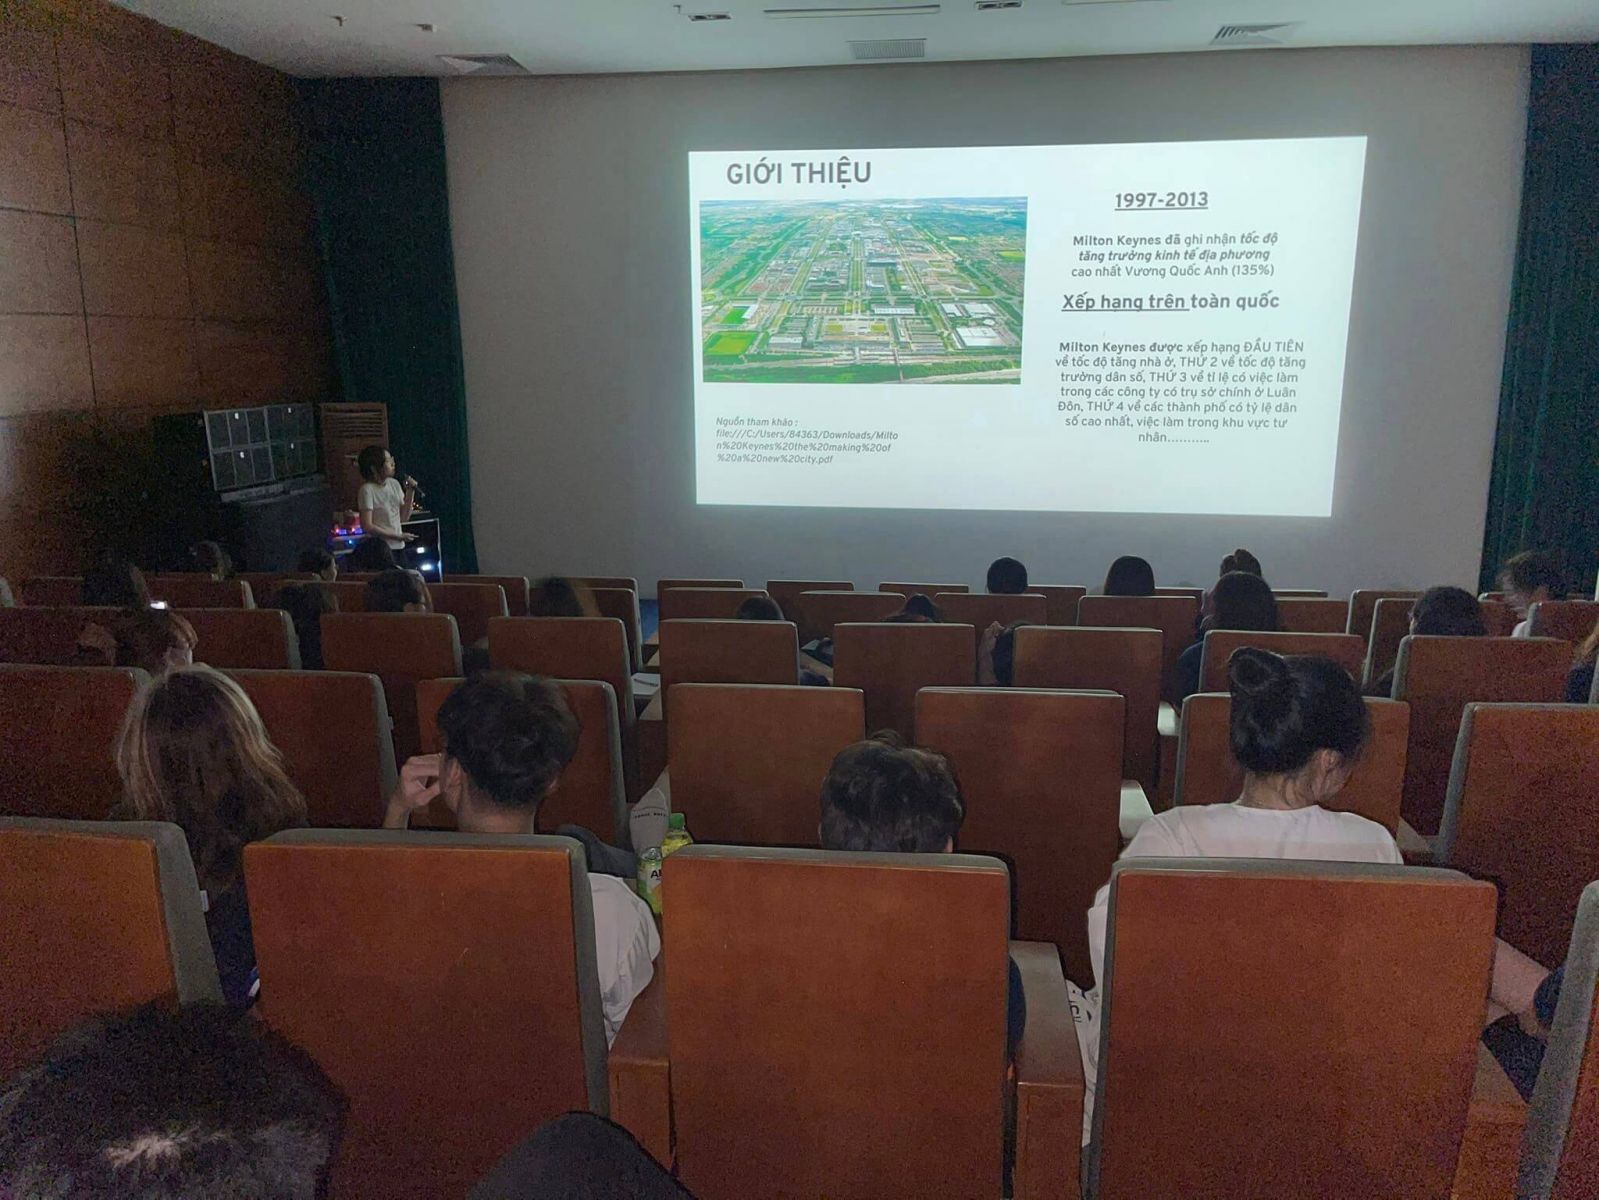 GIỚI THIỆU
1997-2013
Milton Keynes đã ghi nhận tốc độ
tăng trưởng kinh tế địa phương
cao nhất Vương Quốc Anh (135%)
Xếp hạng trên toàn quốc
Milton Keynes được xếp hạng ĐẦU TIÊN
về tốc độ tăng nhà ở, THỨ 2 về tốc độ tăng
trưởng dân số, THỨ 3 về tỉ lệ có việc làm
trong các công ty có trụ sở chính ở Luân
Đôn, THỨ 4 về các thành phố có tỷ lệ dân
số cao nhất, việc làm trong khu vực tư
nhân...........
Nguồn tham khảo :
file:///C:/Users/84363/Downloads/Milto
n%20Keynes%20the%20making%20of
%20a%20new%20city.pdf